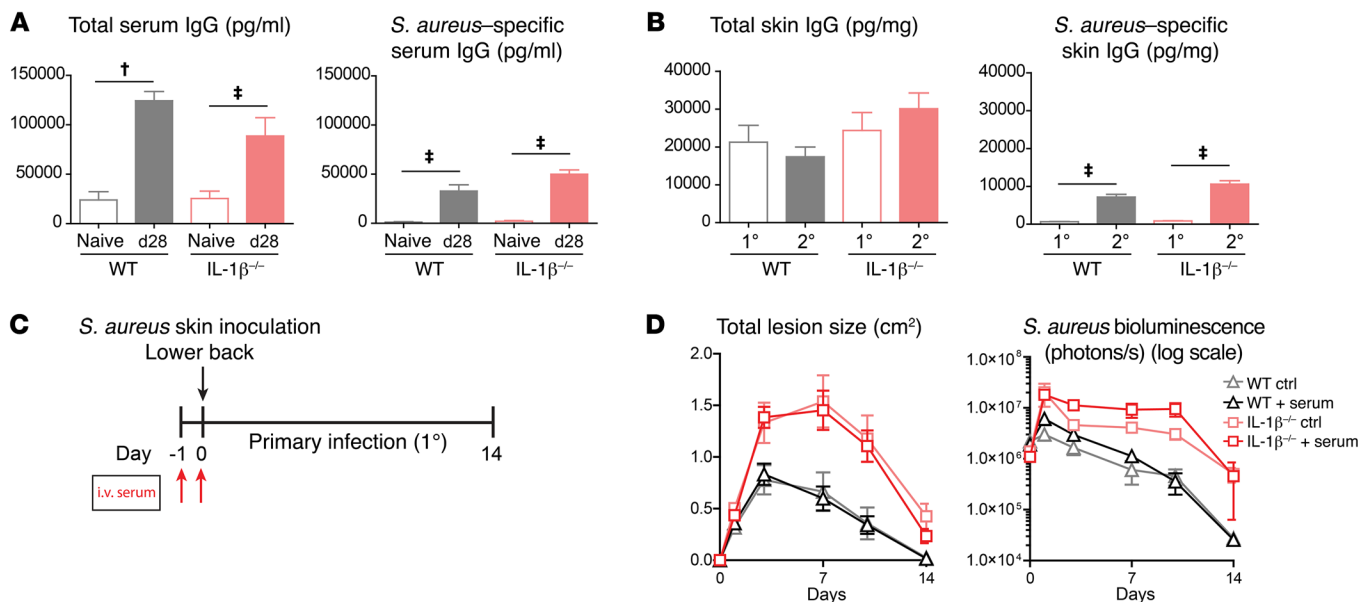 A
Total serum IgG (pg/ml)
150000
100000
50000
0
Naive d28 Naive d28
WT IL-1β–/–
†
‡
S. aureus–specific
serum IgG (pg/ml)
150000
100000
50000
0
Naive d28 Naive d28
WT IL-1β–/–
‡
‡
B
Total skin IgG (pg/mg)
40000
30000
20000
10000
0
1° 2° 1° 2°
WT IL-1β–/–
S. aureus–specific
skin IgG (pg/mg)
40000
30000
20000
10000
0
1° 2° 1° 2°
WT IL-1β–/–
‡
‡
C
S. aureus skin inoculation
Lower back
Primary infection (1°)
Day -1 0 14
i.v. serum
D
Total lesion size (cm²)
2.0
1.5
1.0
0.5
0.0
0 7 14
Days
S. aureus bioluminescence
(photons/s) (log scale)
1.0×10⁸
1.0×10⁷
1.0×10⁶
1.0×10⁵
1.0×10⁴
0 7 14
Days
WT ctrl
WT + serum
IL-1β–/– ctrl
IL-1β–/– + serum